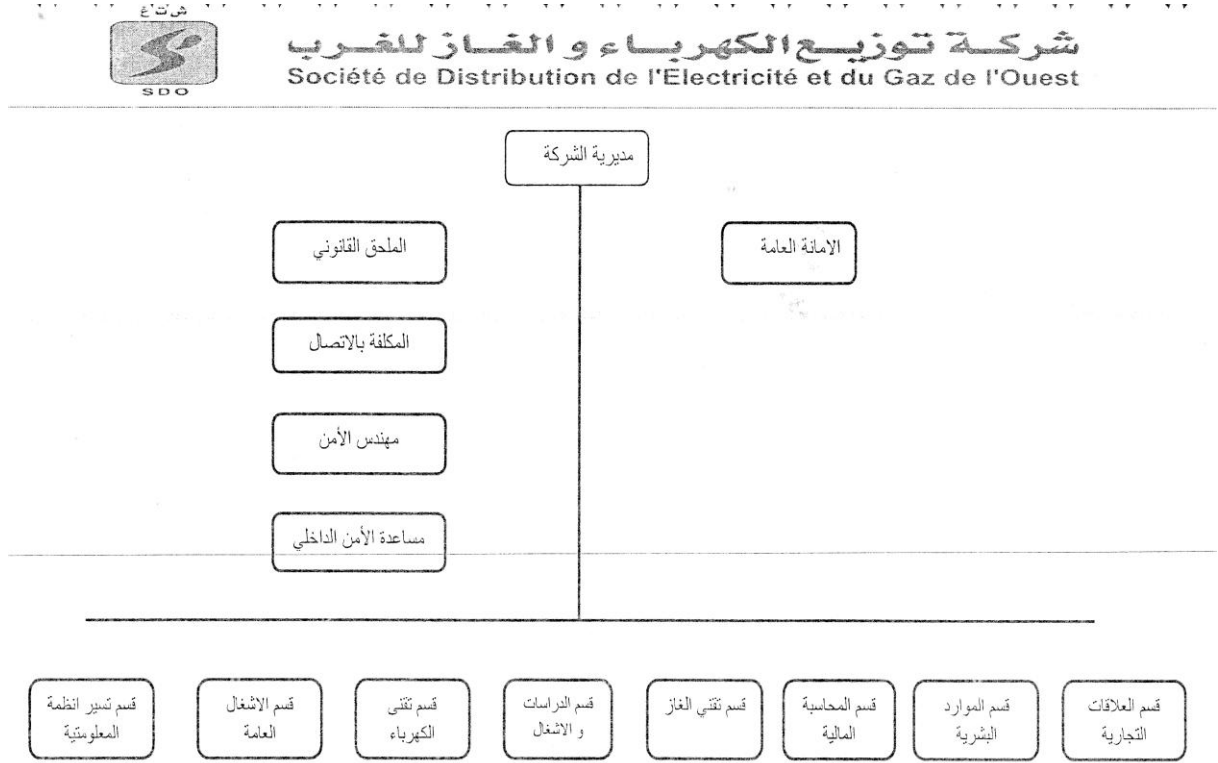 ش ت غ
SDO
شركة توزيع الكهرباء و الغاز للغرب
Société de Distribution de l'Electricité et du Gaz de l'Ouest
مديرية الشركة
الامانة العامة
الملحق القانوني
المكلفة بالاتصال
مهندس الأمن
مساعدة الأمن الداخلي
قسم العلاقات
التجارية
قسم الموارد
البشرية
قسم المحاسبة
المالية
قسم تقني الغاز
قسم الدراسات
و الاشغال
قسم تقني
الكهرباء
قسم الاشغال
العامة
قسم تسير انظمة
المعلومتية